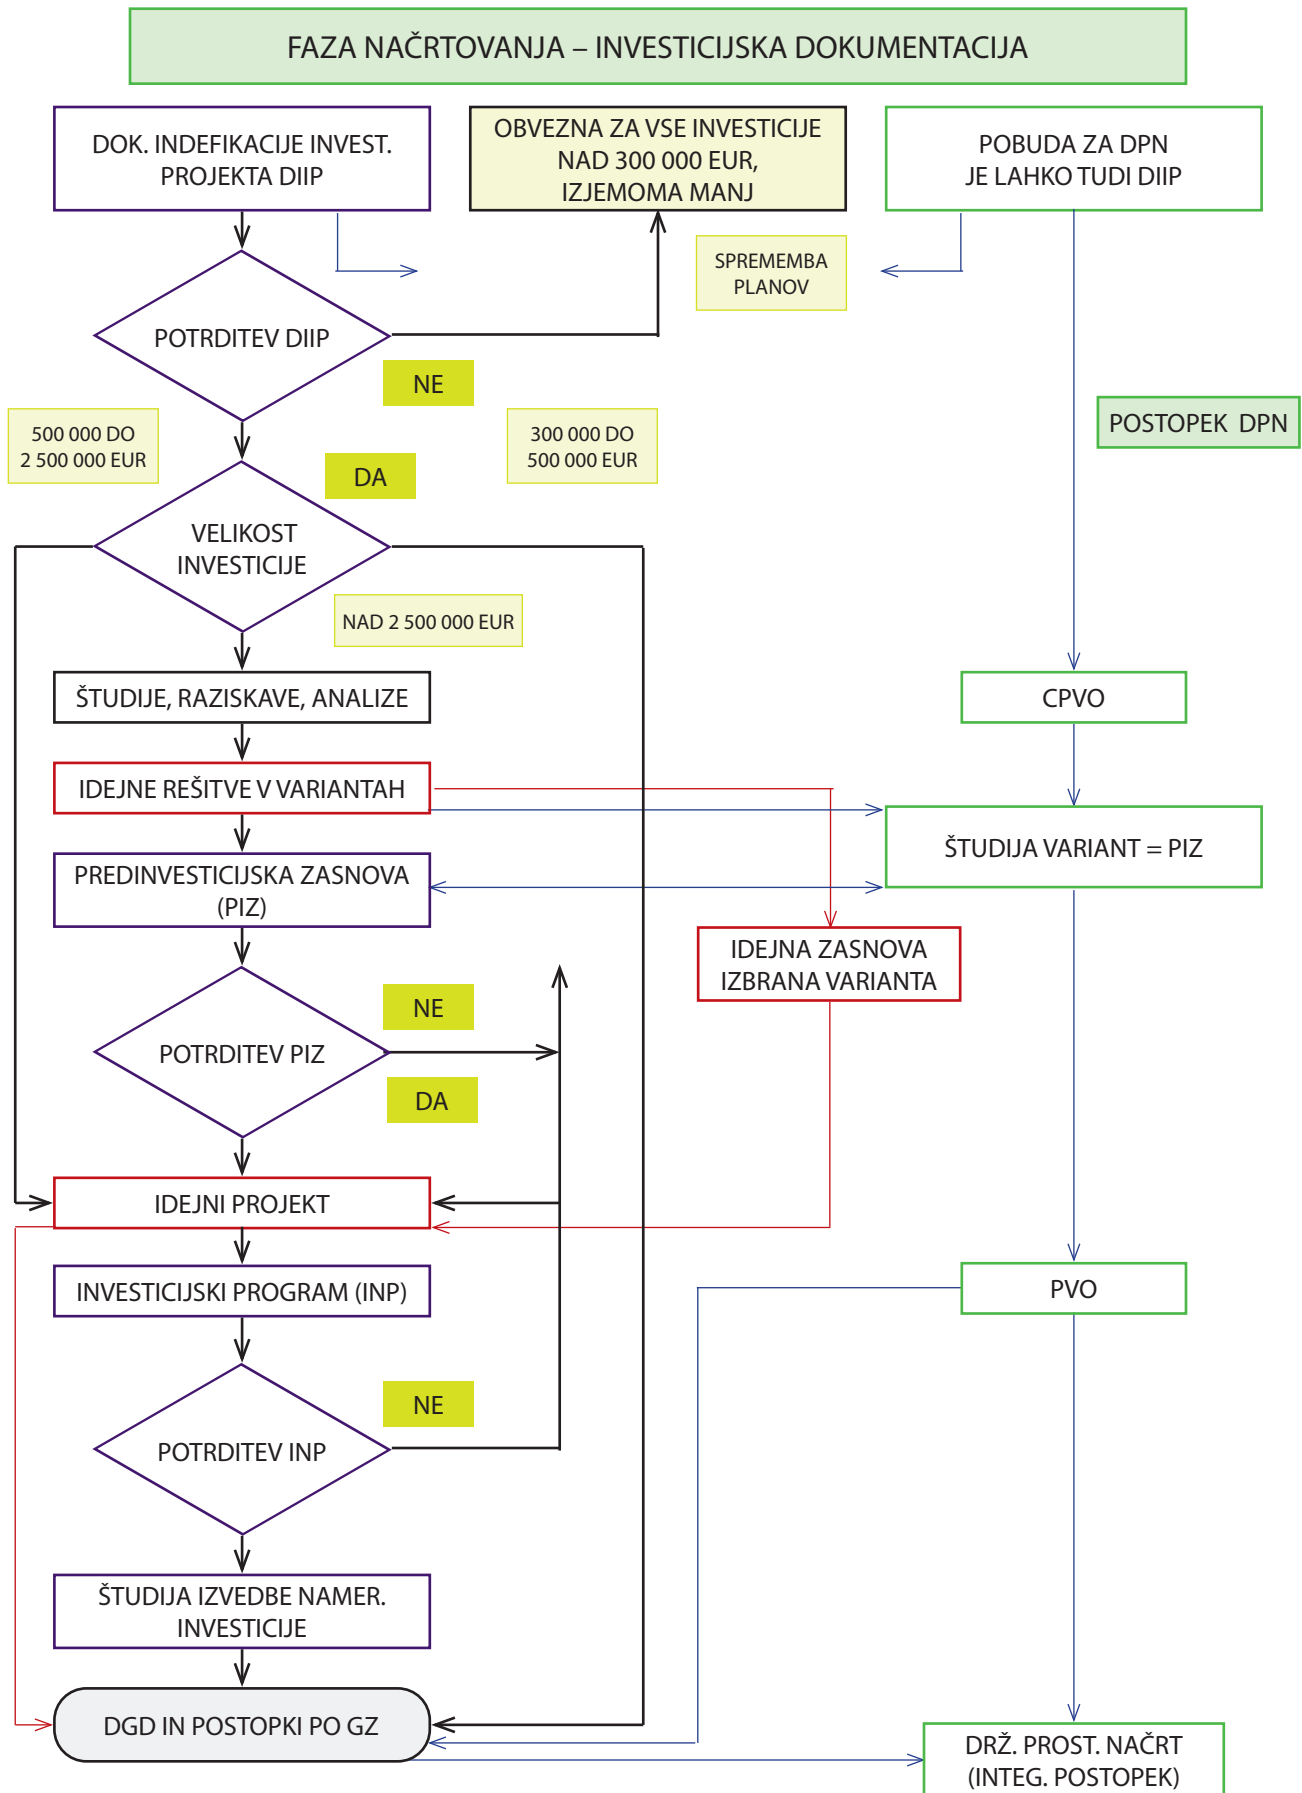 FAZA NAČRTOVANJA – INVESTICIJSKA DOKUMENTACIJA
DOK. INDEFIKACIJE INVEST.
PROJEKTA DIIP
OBVEZNA ZA VSE INVESTICIJE
NAD 300 000 EUR,
IZJEMOMA MANJ
POBUDA ZA DPN
JE LAHKO TUDI DIIP
SPREMEMBA
PLANOV
POTRDITEV DIIP
NE
POSTOPEK DPN
500 000 DO
2 500 000 EUR
DA
300 000 DO
500 000 EUR
VELIKOST
INVESTICIJE
NAD 2 500 000 EUR
ŠTUDIJE, RAZISKAVE, ANALIZE
CPVO
IDEJNE REŠITVE V VARIANTAH
ŠTUDIJA VARIANT = PIZ
PREDINVESTICIJSKA ZASNOVA
(PIZ)
IDEJNA ZASNOVA
IZBRANA VARIANTA
NE
POTRDITEV PIZ
DA
IDEJNI PROJEKT
INVESTICIJSKI PROGRAM (INP)
PVO
NE
POTRDITEV INP
ŠTUDIJA IZVEDBE NAMER.
INVESTICIJE
DGD IN POSTOPKI PO GZ
DRŽ. PROST. NAČRT
(INTEG. POSTOPEK)